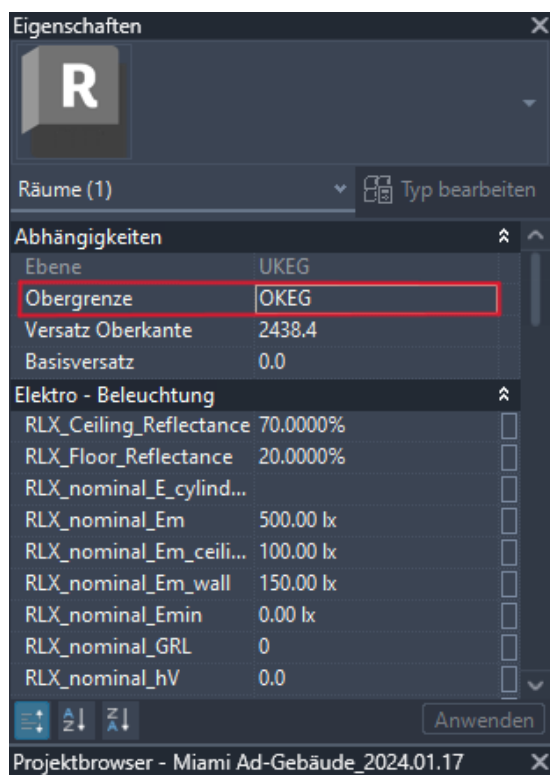 Eigenschaften
R
Räume (1) Typ bearbeiten
Abhängigkeiten
Ebene UKEG
Obergrenze OKEG
Versatz Oberkante 2438.4
Basisversatz 0.0
Elektro - Beleuchtung
RLX_Ceiling_Reflectance 70.0000%
RLX_Floor_Reflectance 20.0000%
RLX_nominal_E_cylind...
RLX_nominal_Em 500.00 lx
RLX_nominal_Em_ceili... 100.00 lx
RLX_nominal_Em_wall 150.00 lx
RLX_nominal_Emin 0.00 lx
RLX_nominal_GRL 0
RLX_nominal_hV 0.0
Anwenden
Projektbrowser - Miami Ad-Gebäude_2024.01.17